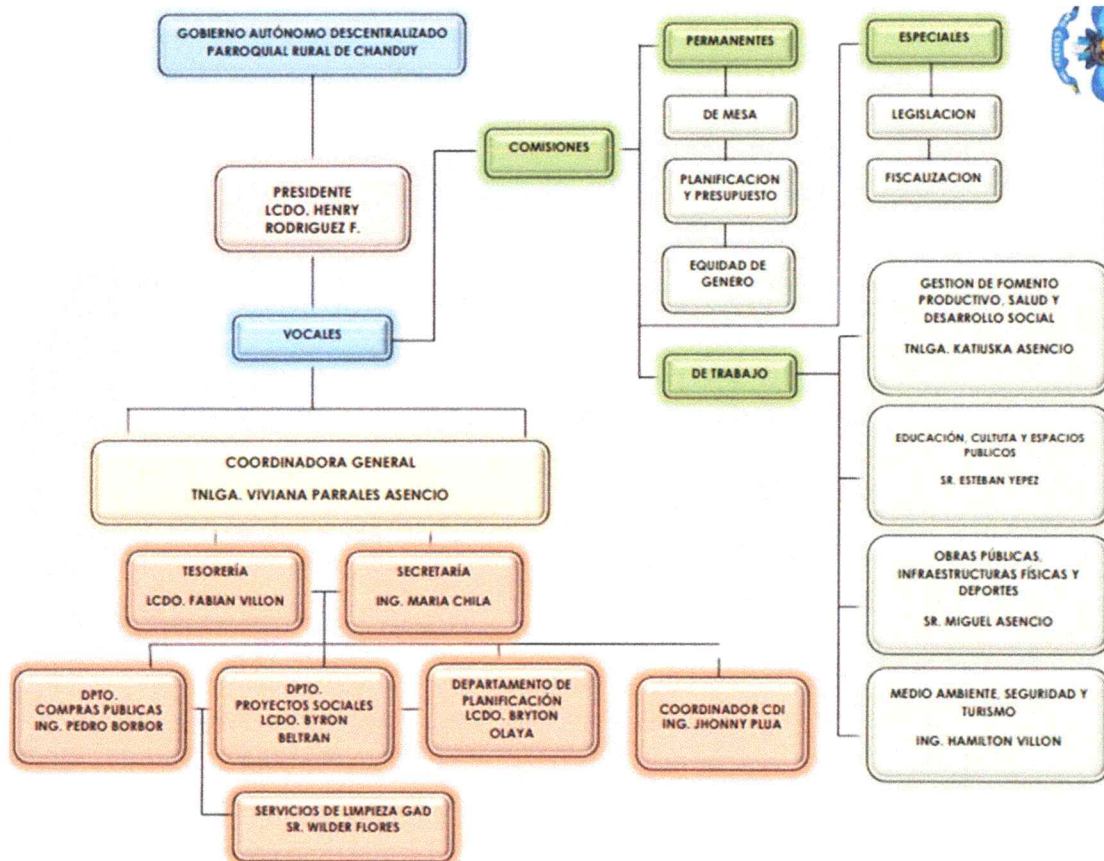 GOBIERNO AUTÓNOMO DESCENTRALIZADO
PARROQUIAL RURAL DE CHANDUY
PRESIDENTE
LCDO. HENRY
RODRIGUEZ F.
VOCALES
COMISIONES
PERMANENTES
DE MESA
PLANIFICACION
Y PRESUPUESTO
EQUIDAD DE
GENERO
ESPECIALES
LEGISLACION
FISCALIZACION
DE TRABAJO
GESTION DE FOMENTO
PRODUCTIVO, SALUD Y
DESARROLLO SOCIAL
TNLGA. KATIUSKA ASENCIO
EDUCACIÓN, CULTUTA Y ESPACIOS
PUBLICOS
SR. ESTEBAN YEPEZ
OBRAS PÚBLICAS,
INFRAESTRUCTURAS FÍSICAS Y
DEPORTES
SR. MIGUEL ASENCIO
MEDIO AMBIENTE, SEGURIDAD Y
TURISMO
ING. HAMILTON VILLON
COORDINADORA GENERAL
TNLGA. VIVIANA PARRALES ASENCIO
TESORERÍA
LCDO. FABIAN VILLON
SECRETARÍA
ING. MARIA CHILA
DPTO.
COMPRAS PUBLICAS
ING. PEDRO BORBOR
DPTO.
PROYECTOS SOCIALES
LCDO. BYRON
BELTRAN
DEPARTAMENTO DE
PLANIFICACIÓN
LCDO. BRYTON
OLAYA
COORDINADOR CDI
ING. JHONNY PLUA
SERVICIOS DE LIMPIEZA GAD
SR. WILDER FLORES